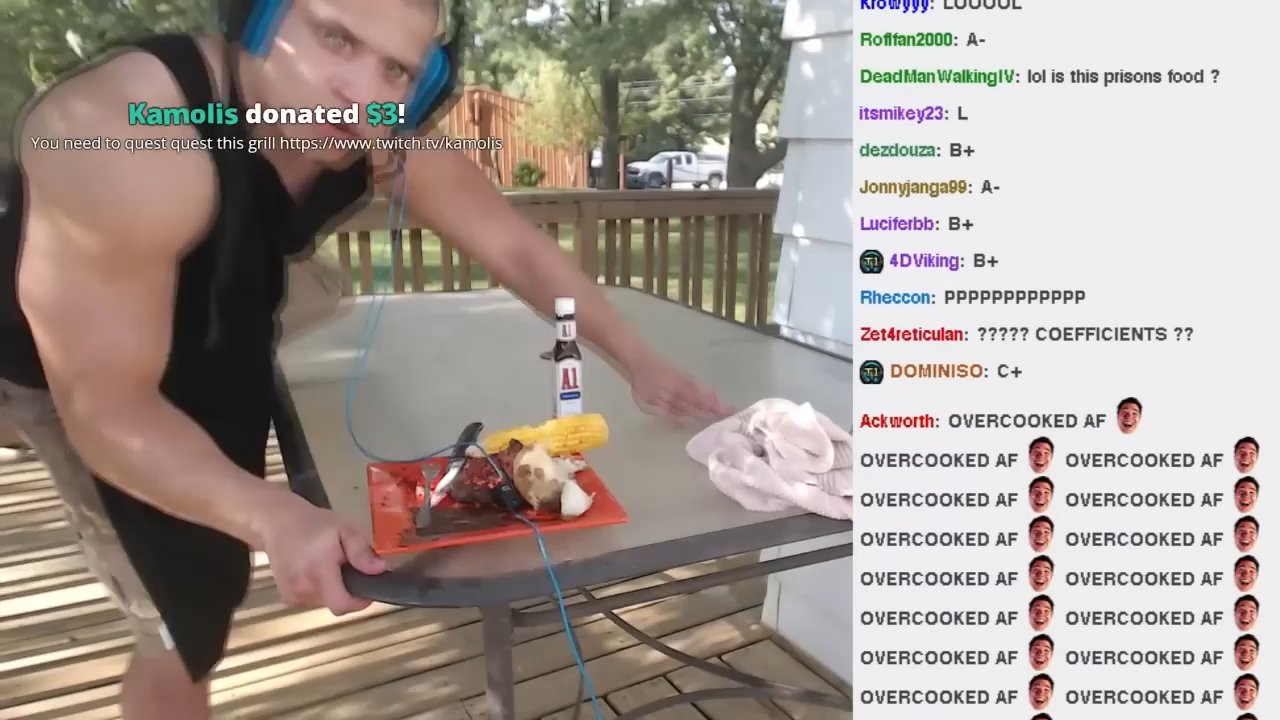 Kamolis donated $3!
You need to quest quest this grill https://www.twitch.tv/kamolis
A1
A1
Krowyyy: LOOOOL
Roflfan2000: A-
DeadManWalkingIV: lol is this prisons food ?
itsmikey23: L
dezdouza: B+
Jonnyjanga99: A-
Luciferbb: B+
4DViking: B+
Rheccon: PPPPPPPPPPPP
Zet4reticulan: ????? COEFFICIENTS ??
DOMINISO: C+
Ackworth: OVERCOOKED AF
OVERCOOKED AF OVERCOOKED AF
OVERCOOKED AF OVERCOOKED AF
OVERCOOKED AF OVERCOOKED AF
OVERCOOKED AF OVERCOOKED AF
OVERCOOKED AF OVERCOOKED AF
OVERCOOKED AF OVERCOOKED AF
OVERCOOKED AF OVERCOOKED AF